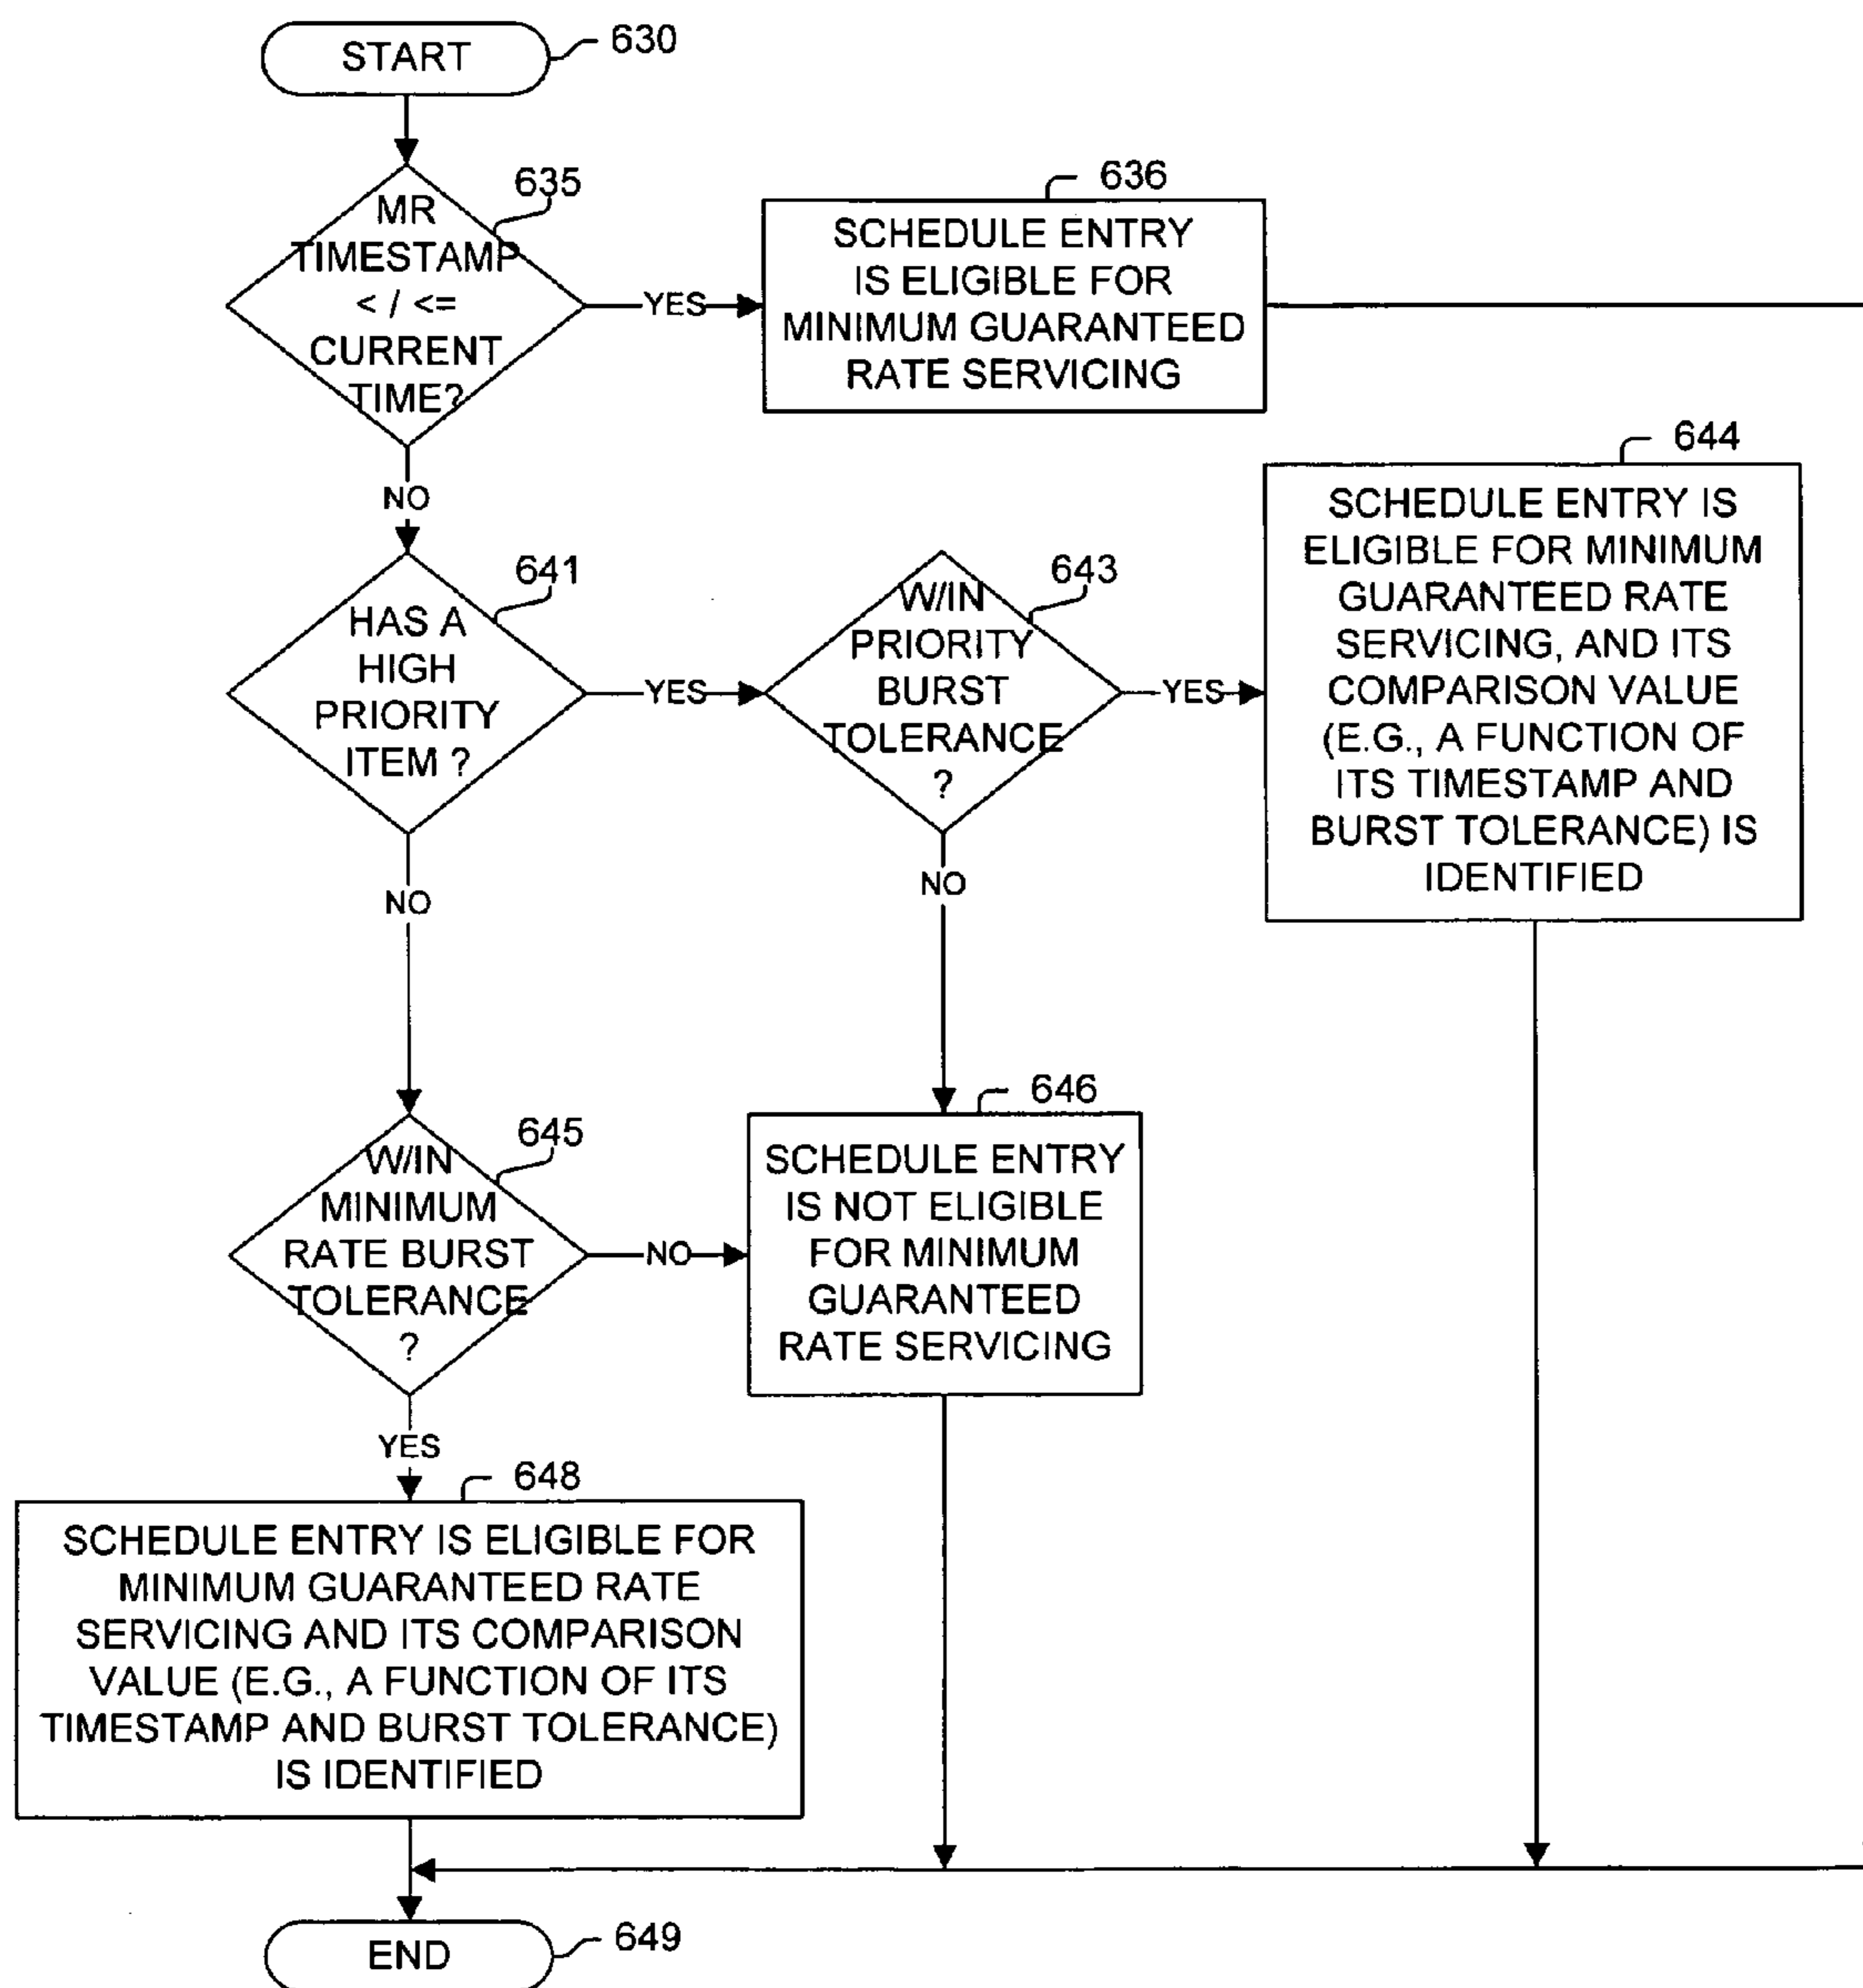 START
630
MR
TIMESTAMP
< / <=
CURRENT
TIME?
635
YES
636
SCHEDULE ENTRY
IS ELIGIBLE FOR
MINIMUM GUARANTEED
RATE SERVICING
NO
HAS A
HIGH
PRIORITY
ITEM ?
641
YES
W/IN
PRIORITY
BURST
TOLERANCE
?
643
YES
644
SCHEDULE ENTRY IS
ELIGIBLE FOR MINIMUM
GUARANTEED RATE
SERVICING, AND ITS
COMPARISON VALUE
(E.G., A FUNCTION OF
ITS TIMESTAMP AND
BURST TOLERANCE) IS
IDENTIFIED
NO
NO
W/IN
MINIMUM
RATE BURST
TOLERANCE
?
645
NO
646
SCHEDULE ENTRY
IS NOT ELIGIBLE
FOR MINIMUM
GUARANTEED
RATE SERVICING
YES
648
SCHEDULE ENTRY IS ELIGIBLE FOR
MINIMUM GUARANTEED RATE
SERVICING AND ITS COMPARISON
VALUE (E.G., A FUNCTION OF ITS
TIMESTAMP AND BURST TOLERANCE)
IS IDENTIFIED
END
649